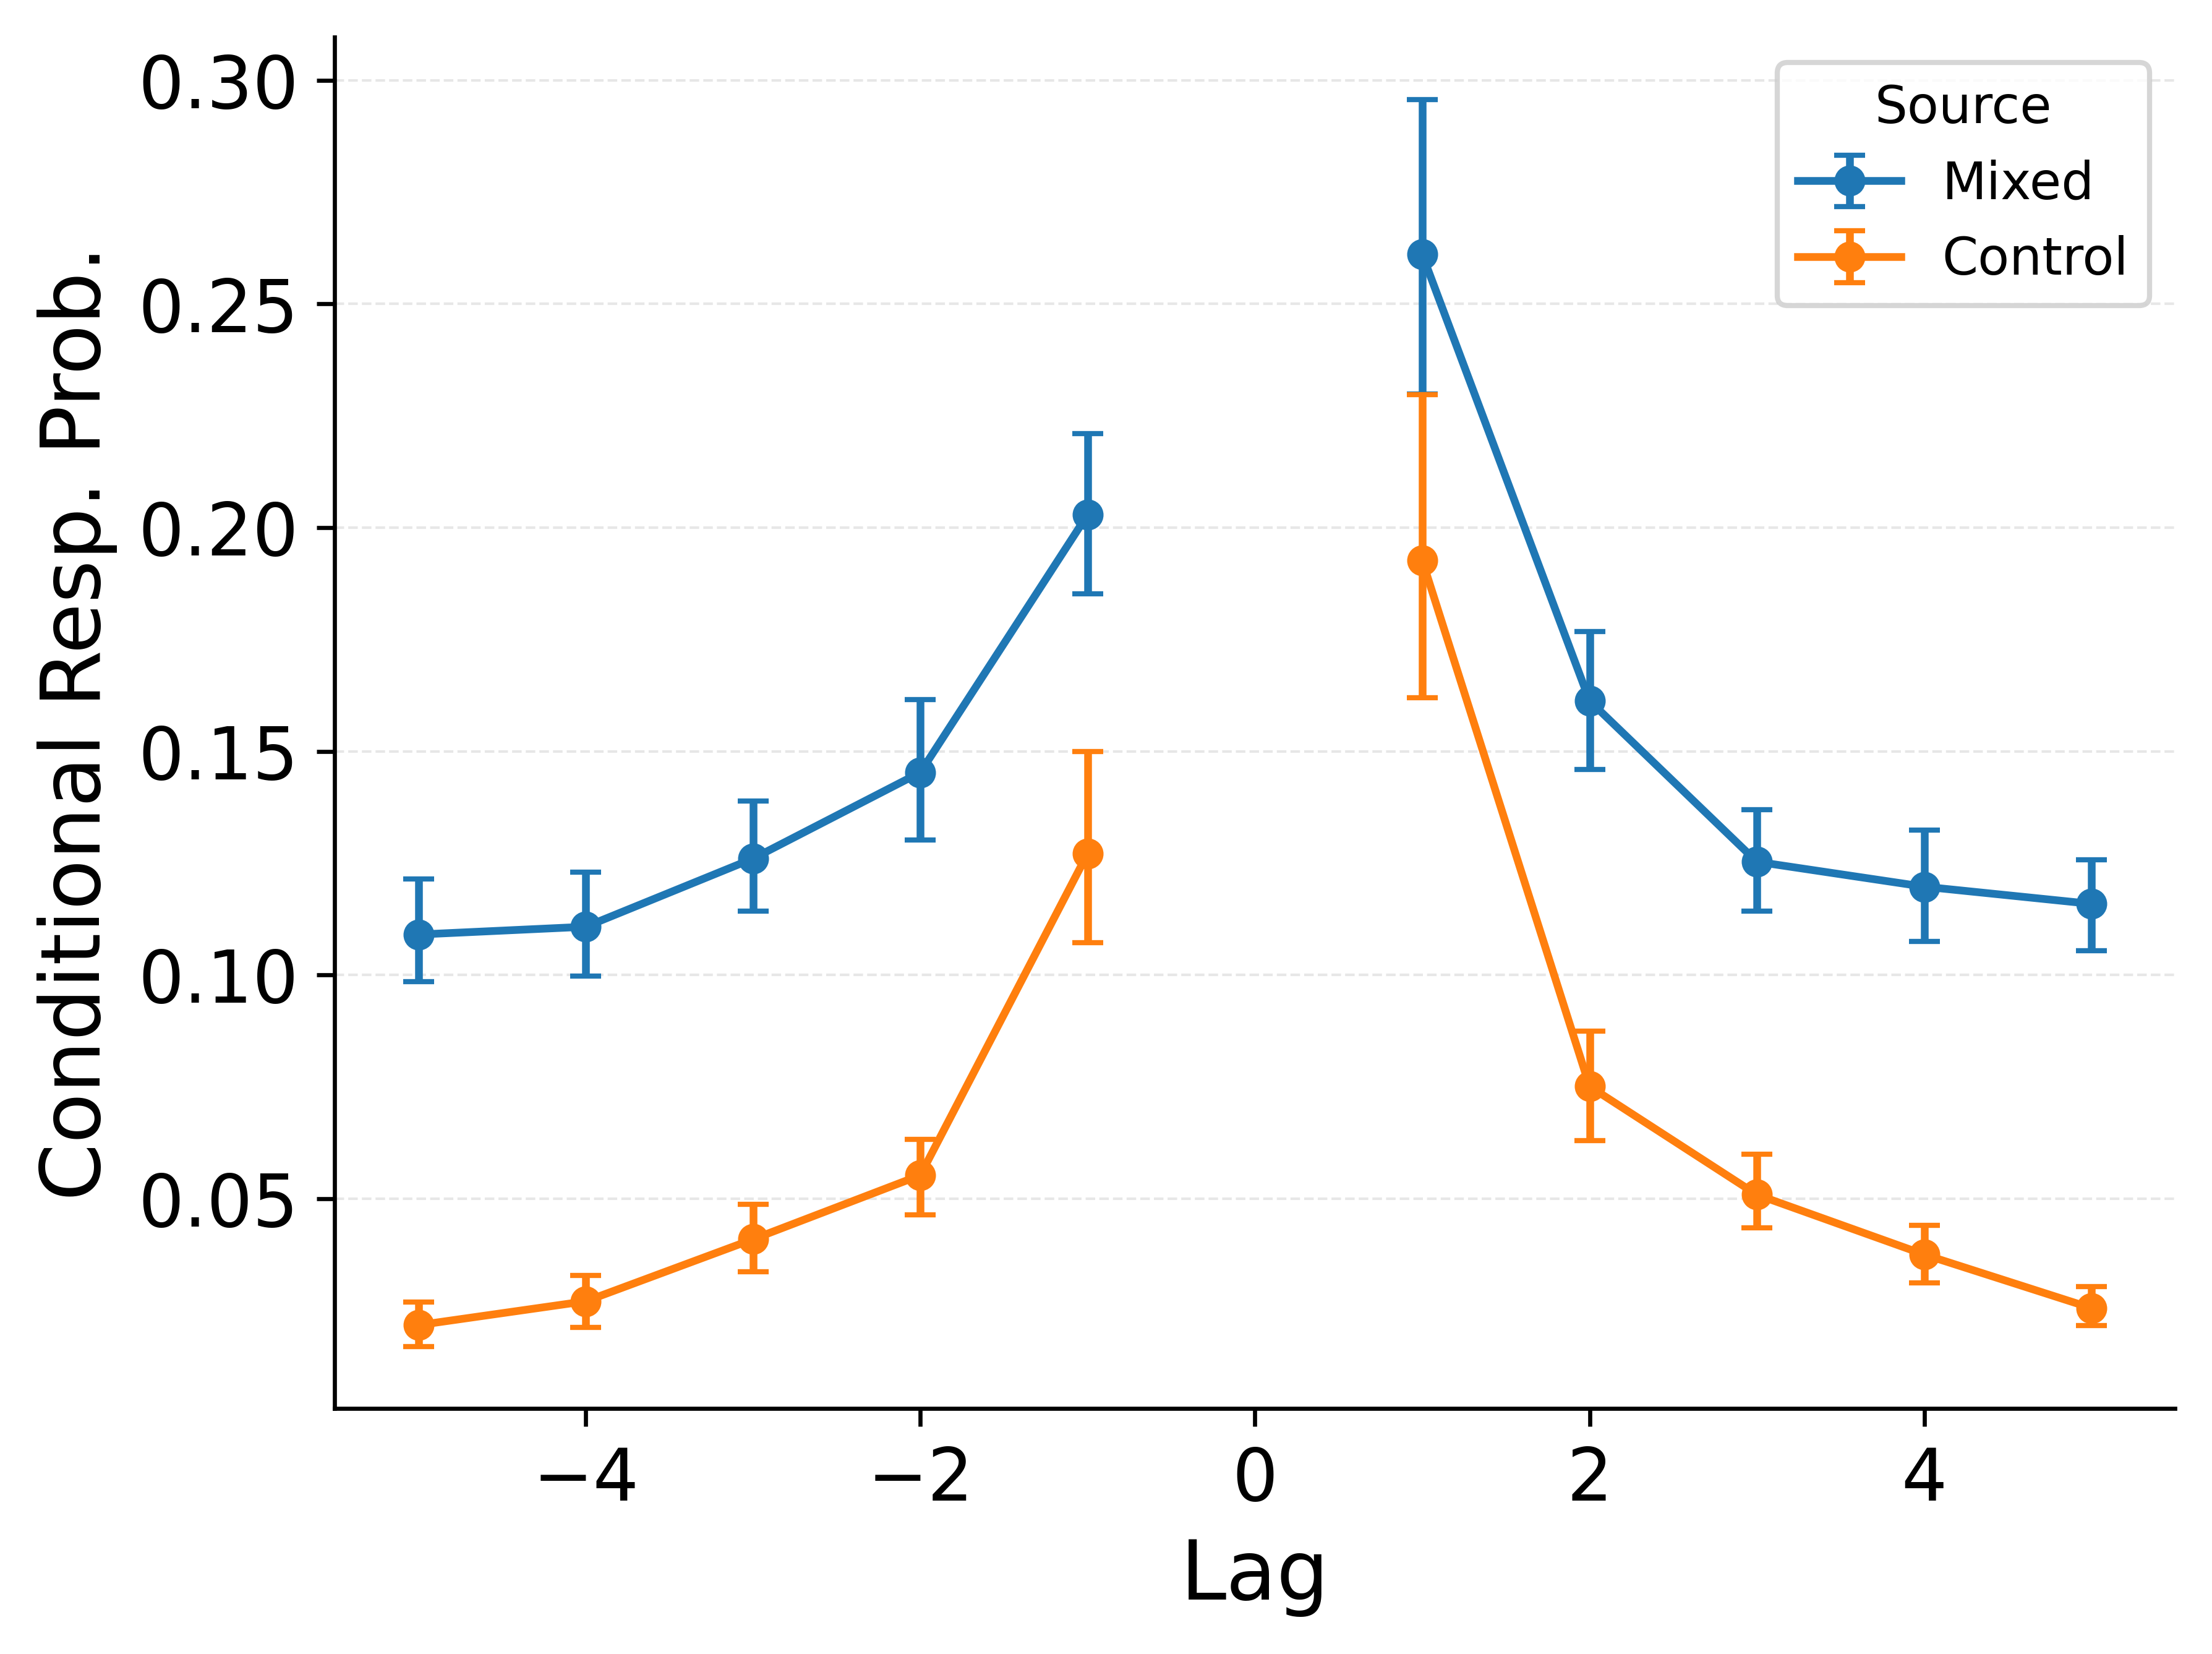 0.30
0.25
0.20
0.15
0.10
0.05
Conditional Resp. Prob.
Source
Mixed
Control
−4
−2
0
2
4
Lag